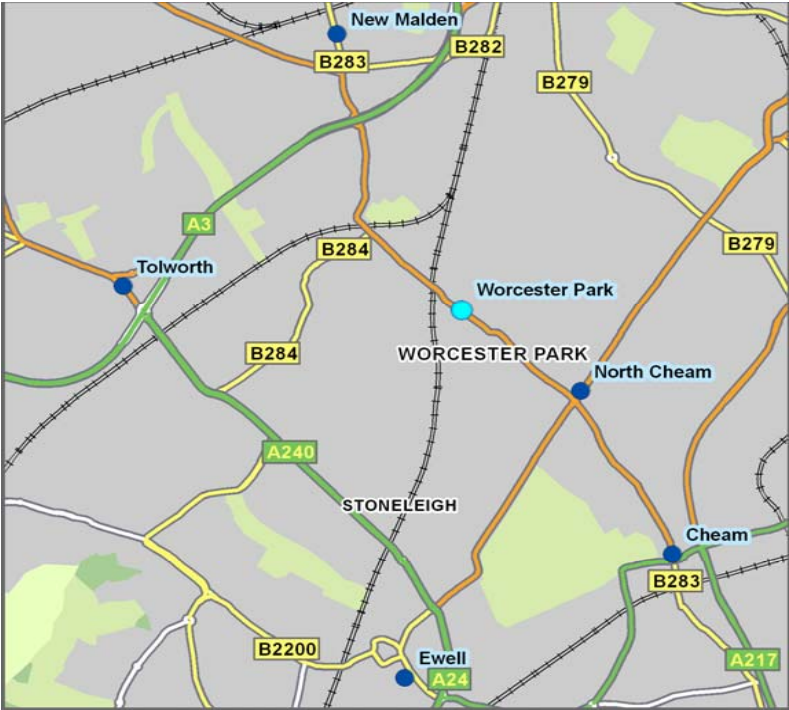 New Malden
B283
B282
B279
A3
B284
B279
Tolworth
Worcester Park
B284
WORCESTER PARK
North Cheam
A240
STONELEIGH
Cheam
B283
B2200
Ewell
A24
A217